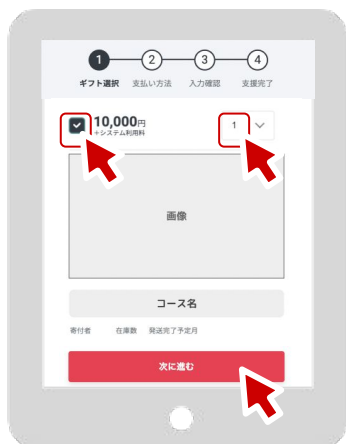 1 2 3 4
ギフト選択 支払い方法 入力確認 支援完了
10,000円 1
+システム利用料
画像
コース名
寄付者 在庫数 発送完了予定月
次に進む